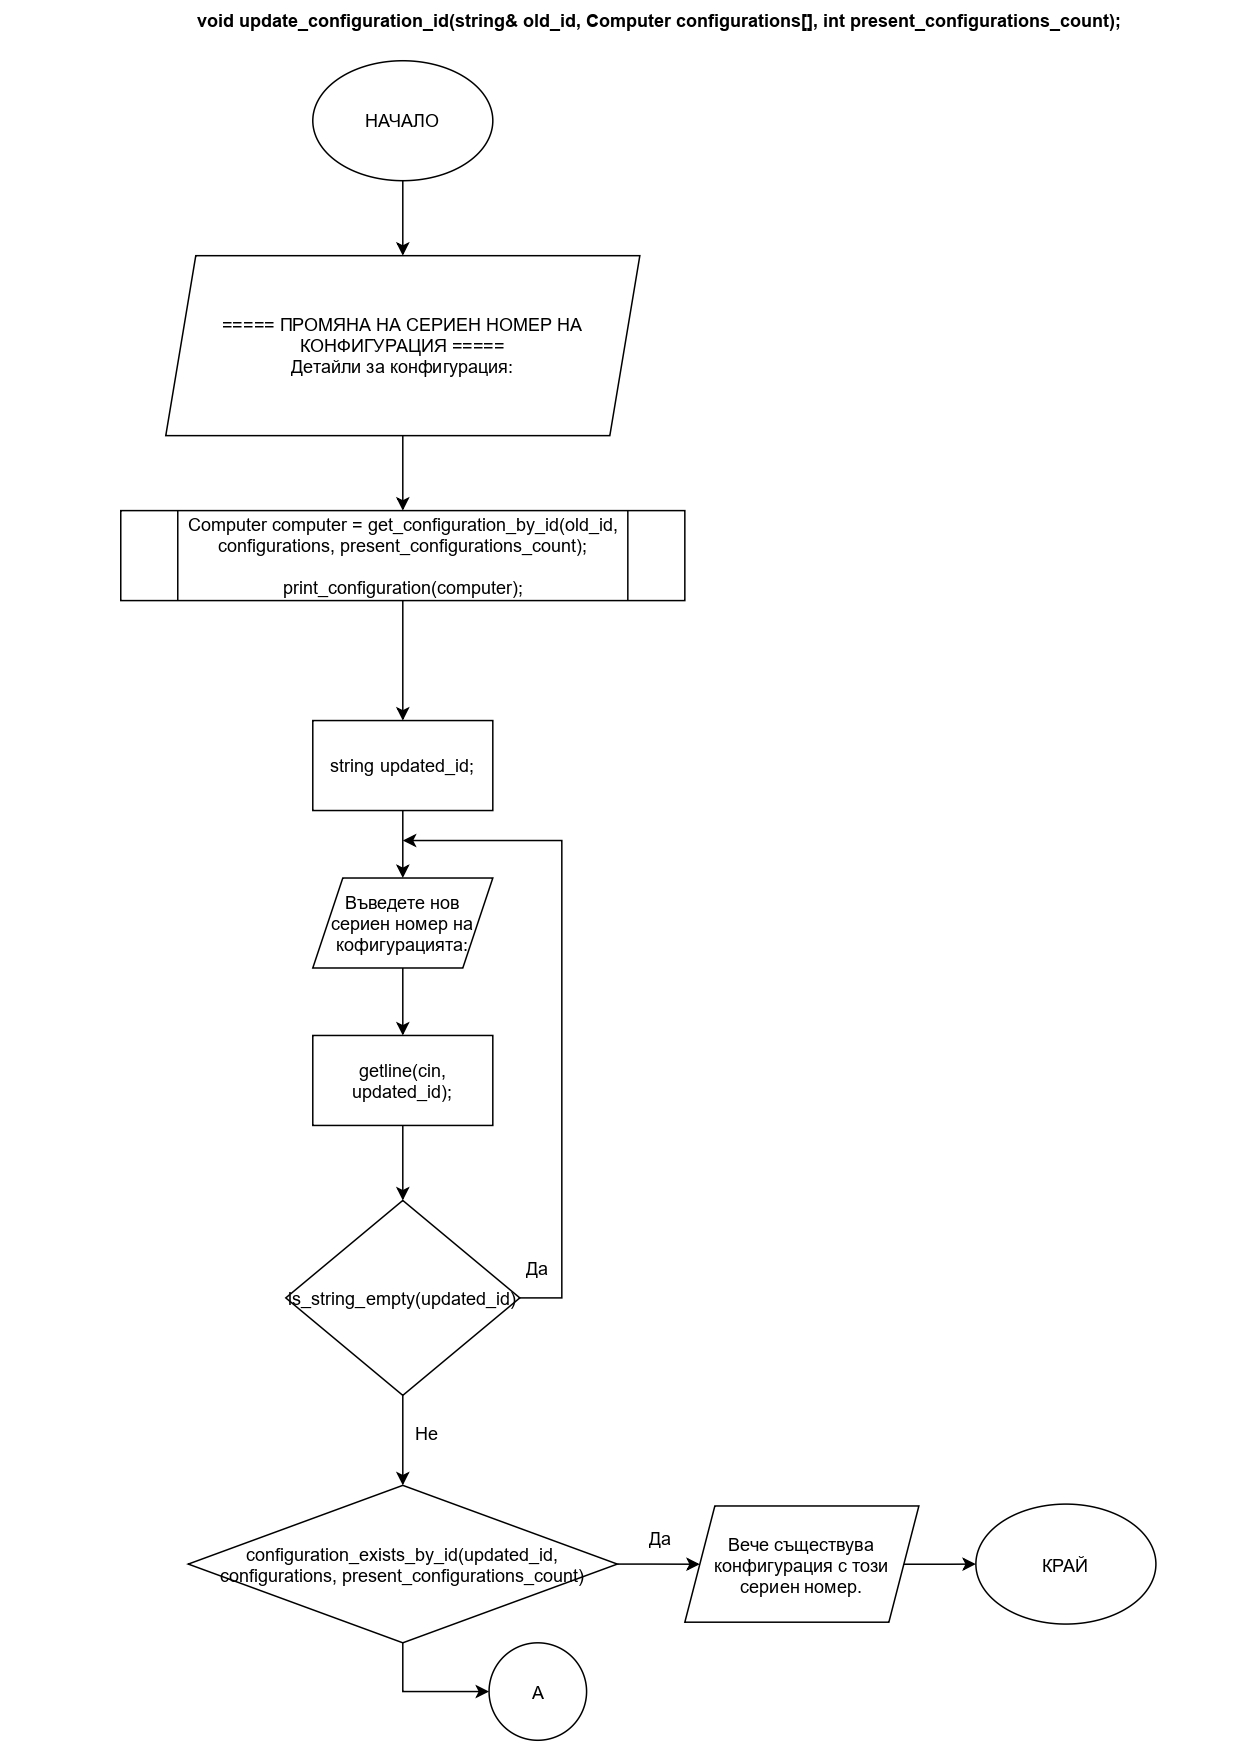 void update_configuration_id(string& old_id, Computer configurations[], int present_configurations_count);
НАЧАЛО
===== ПРОМЯНА НА СЕРИЕН НОМЕР НА
КОНФИГУРАЦИЯ =====
Детайли за конфигурация:
Computer computer = get_configuration_by_id(old_id,
configurations, present_configurations_count);
print_configuration(computer);
string updated_id;
Въведете нов
сериен номер на
кофигурацията:
getline(cin,
updated_id);
is_string_empty(updated_id)
Да
Не
configuration_exists_by_id(updated_id,
configurations, present_configurations_count)
Да
Вече съществува
конфигурация с този
сериен номер.
КРАЙ
A